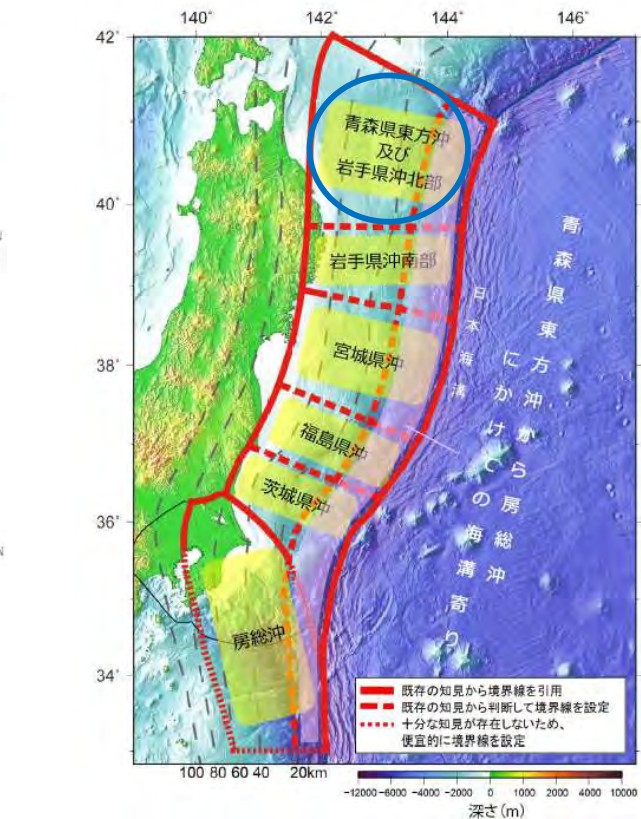 140° 142° 144° 146°
42°
40°
38°
36°
34°
青森県東方沖
及び
岩手県沖北部
岩手県沖南部
宮城県沖
福島県沖
茨城県沖
房総沖
日本海溝
青森県東方沖から房総沖
にかけての海溝寄り
既存の知見から境界線を引用
既存の知見から判断して境界線を設定
十分な知見が存在しないため、
便宜的に境界線を設定
100 80 60 40 20km
-12000 -6000 -4000 -2000 0 1000 2000 4000 10000
深さ(m)